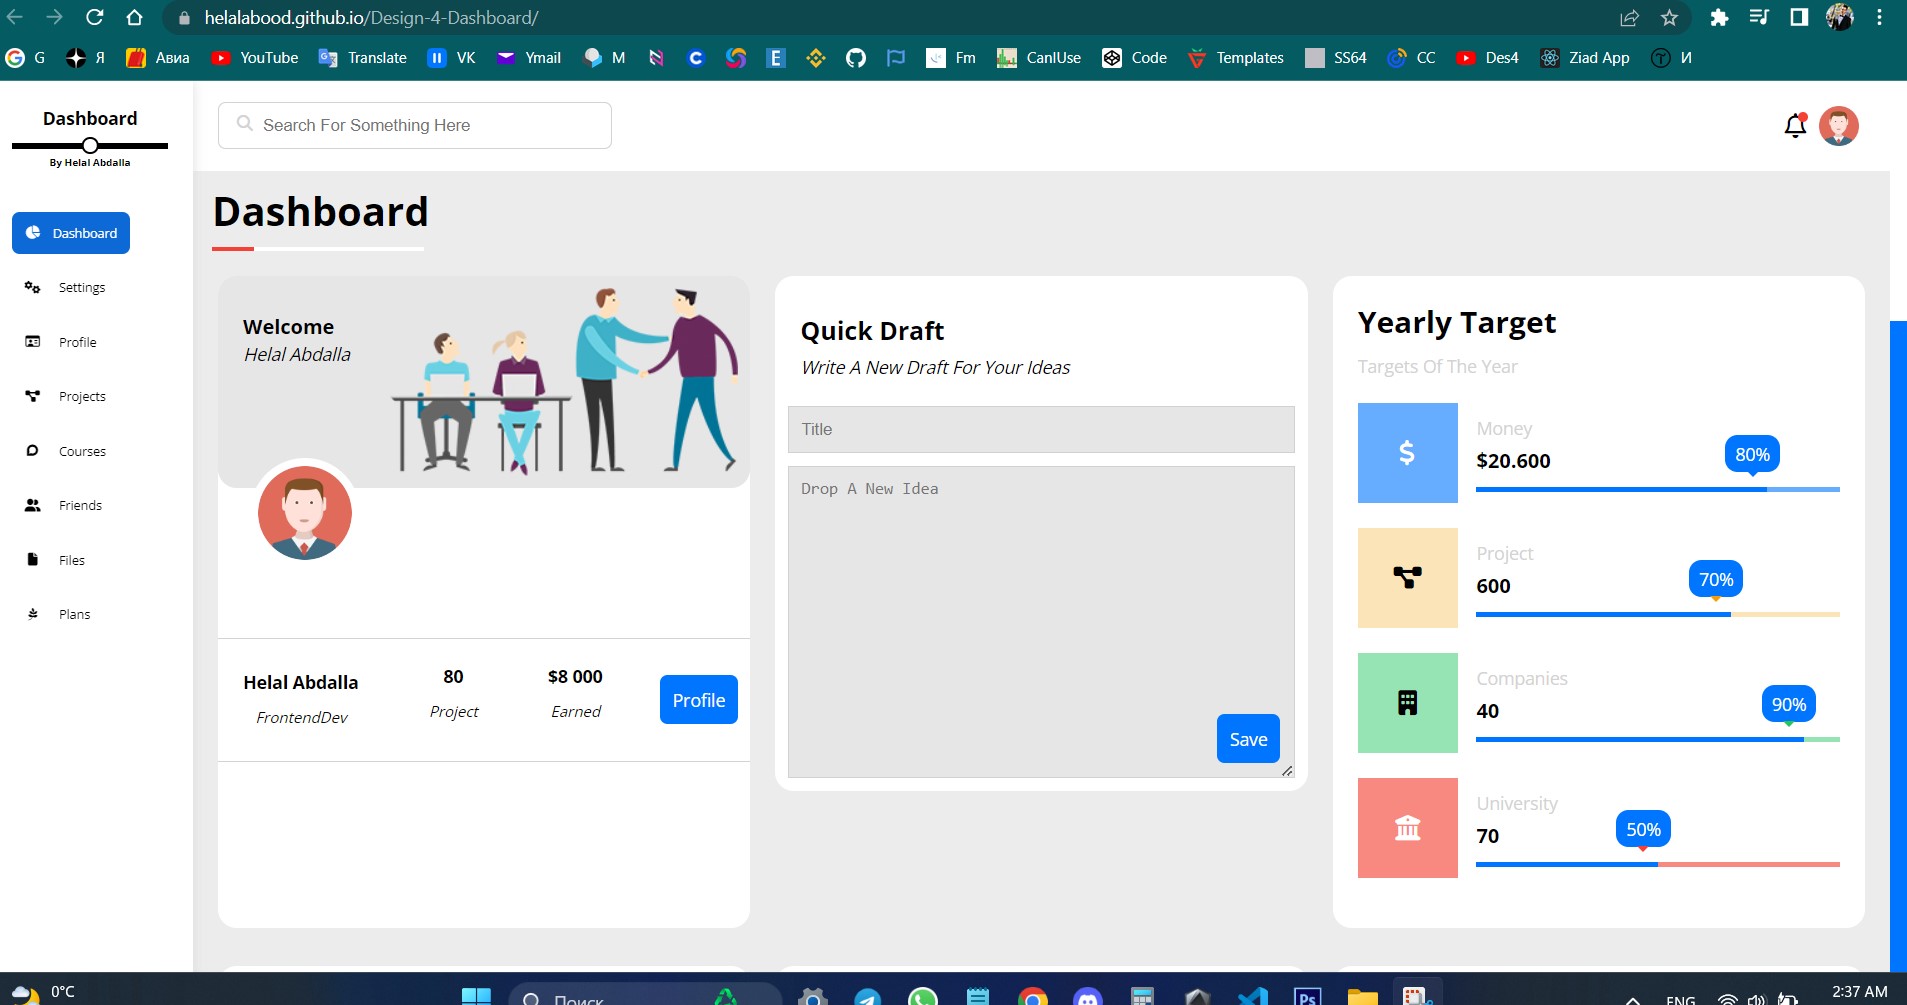 helalabood.github.io/Design-4-Dashboard/
G
Я
Авиа
YouTube
Translate
VK
Ymail
M
Fm
CanIUse
Code
Templates
SS64
CC
Des4
Ziad App
И
Dashboard
By Helal Abdalla
Dashboard
Settings
Profile
Projects
Courses
Friends
Files
Plans
Search For Something Here
Dashboard
Welcome
Helal Abdalla
Helal Abdalla
FrontendDev
80
Project
$8 000
Earned
Profile
Quick Draft
Write A New Draft For Your Ideas
Title
Drop A New Idea
Save
Yearly Target
Targets Of The Year
Money
$20.600
80%
Project
600
70%
Companies
40
90%
University
70
50%
0°C
Поиск
Ps
ENG
2:37 AM